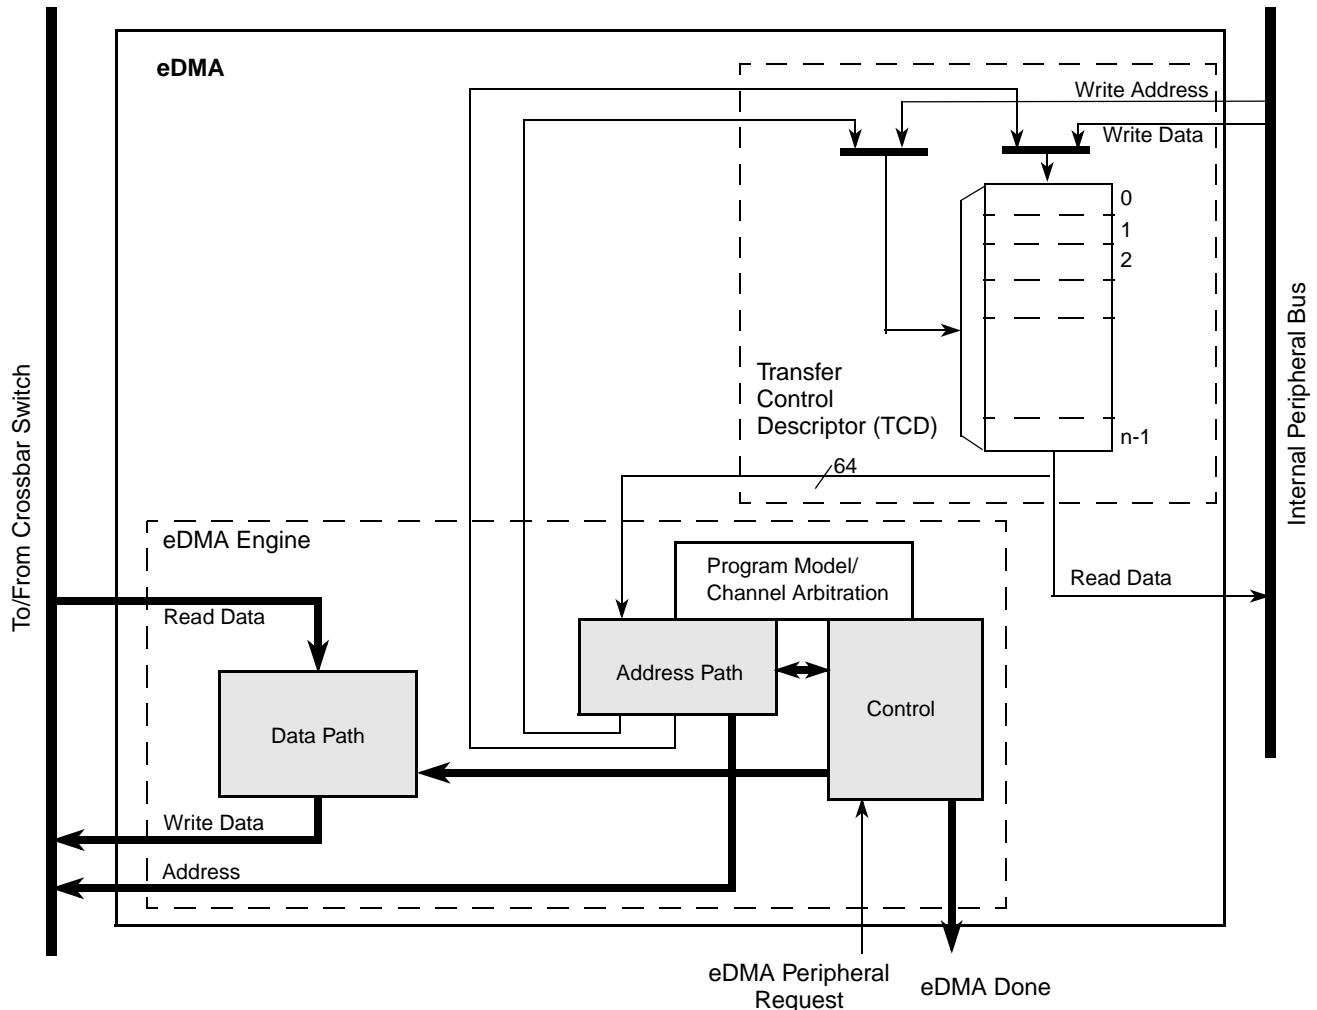 eDMA
Write Address
Write Data
0
1
2
n-1
Transfer
Control
Descriptor (TCD)
64
To/From Crossbar Switch
Internal Peripheral Bus
eDMA Engine
Program Model/
Channel Arbitration
Read Data
Read Data
Address Path
Control
Data Path
Write Data
Address
eDMA Peripheral
Request
eDMA Done